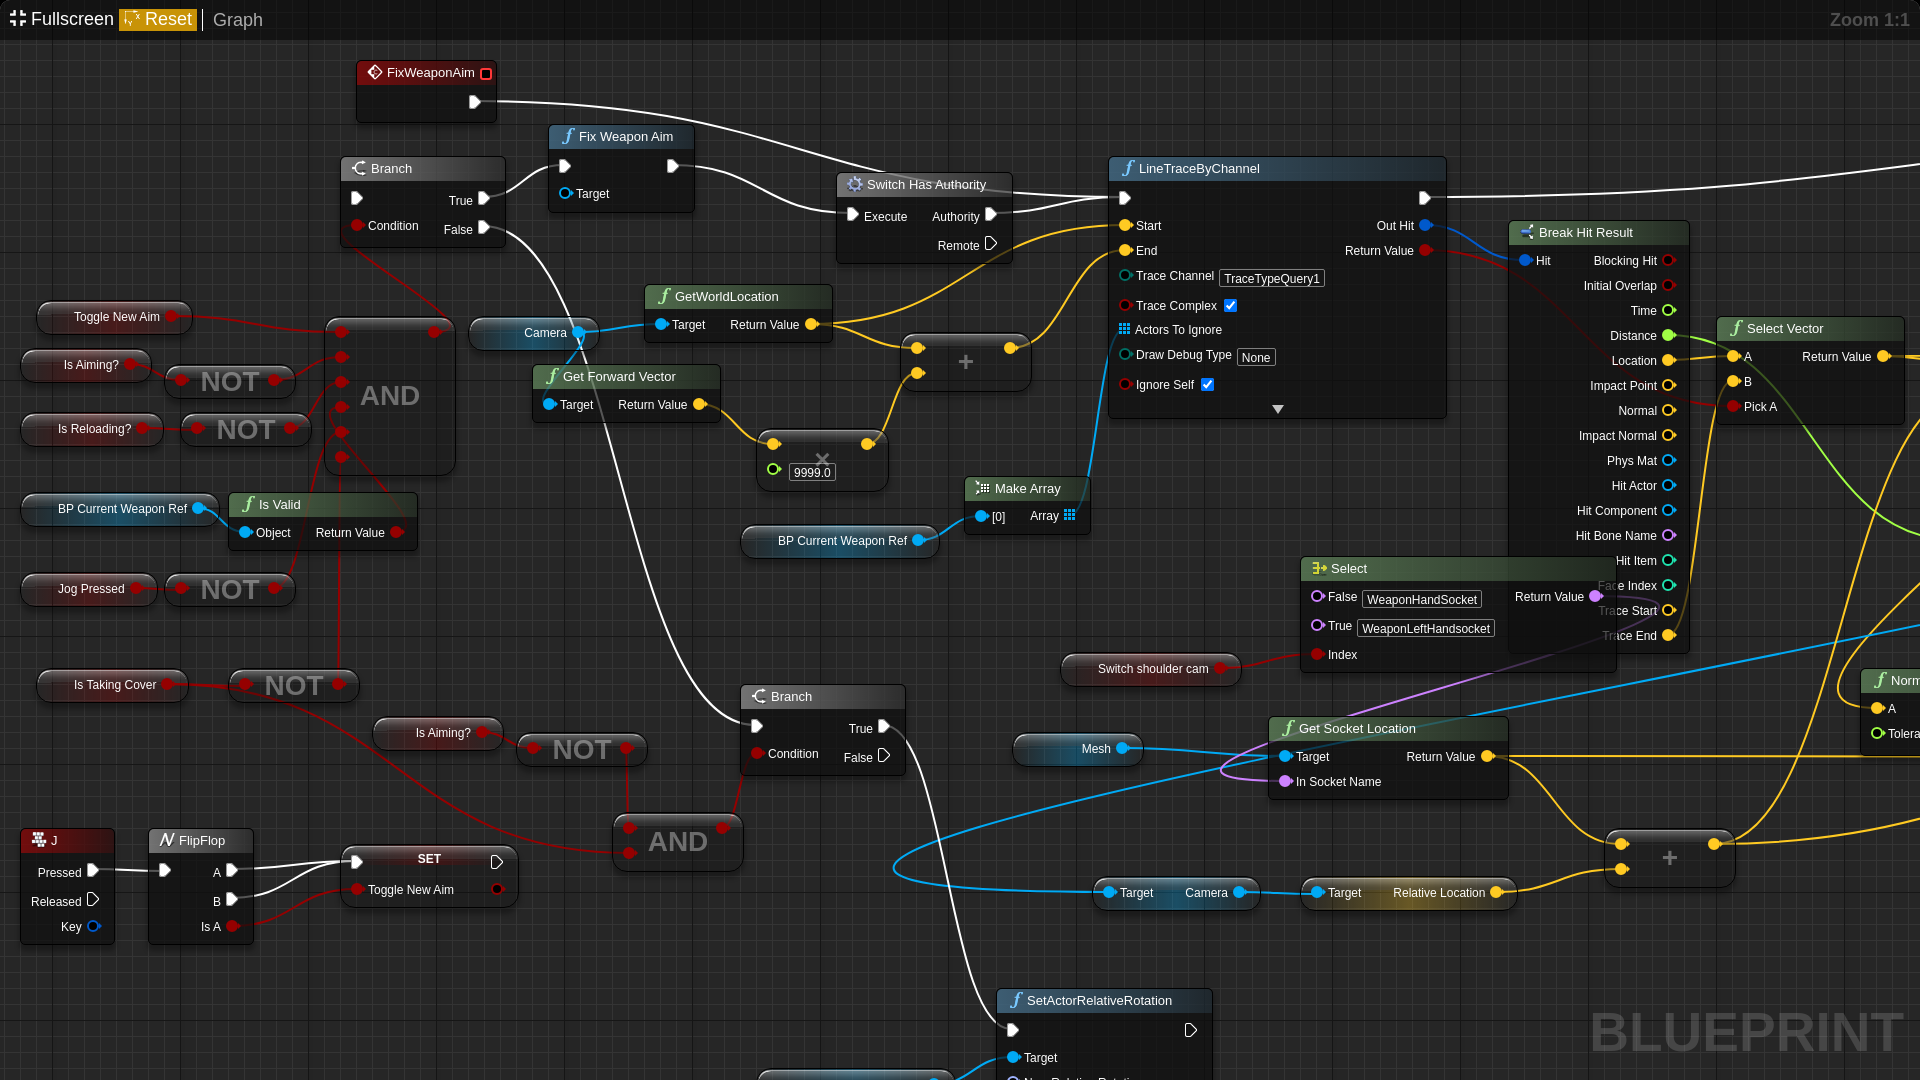 Fullscreen Reset Graph
Zoom 1:1
FixWeaponAim
Fix Weapon Aim
Target
Branch
True
Condition
False
Switch Has Authority
Execute Authority
Remote
LineTraceByChannel
Start Out Hit
End Return Value
Trace Channel TraceTypeQuery1
Trace Complex
Actors To Ignore
Draw Debug Type None
Ignore Self
Break Hit Result
Hit Blocking Hit
Initial Overlap
Time
Distance
Location
Impact Point
Normal
Impact Normal
Phys Mat
Hit Actor
Hit Component
Hit Bone Name
Hit Item
Face Index
Trace Start
Trace End
Select Vector
A Return Value
B
Pick A
Toggle New Aim
Is Aiming?
NOT
Is Reloading?
NOT
AND
Camera
GetWorldLocation
Target Return Value
Get Forward Vector
Target Return Value
+
×
9999.0
BP Current Weapon Ref
Is Valid
Object Return Value
Make Array
[0] Array
BP Current Weapon Ref
Jog Pressed
NOT
Select
False WeaponHandSocket Return Value
True WeaponLeftHandsocket
Index
Switch shoulder cam
Is Taking Cover
NOT
Is Aiming?
NOT
Branch
True
Condition
False
Mesh
Get Socket Location
Target Return Value
In Socket Name
Norm
A
Tolera
AND
J
Pressed
Released
Key
FlipFlop
A
B
Is A
SET
Toggle New Aim
+
Target Camera
Target Relative Location
SetActorRelativeRotation
Target
BLUEPRINT